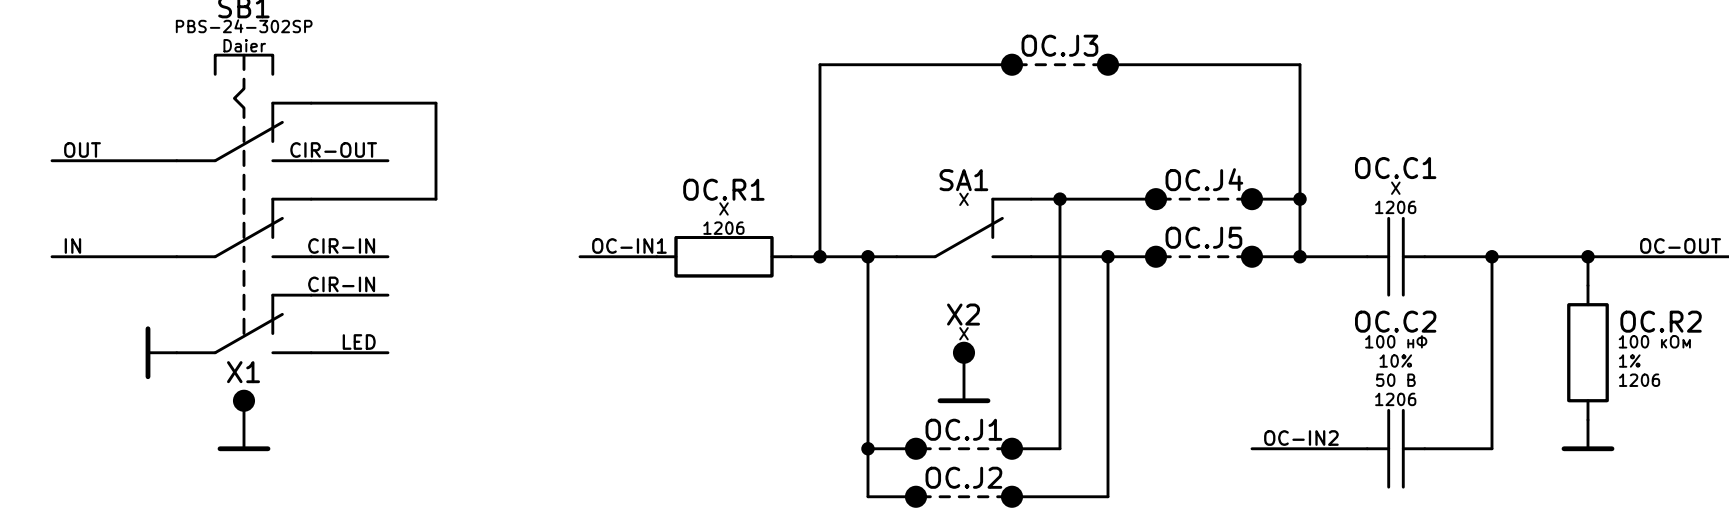 SB1
PBS-24-302SP
Daier
OUT
CIR-OUT
IN
CIR-IN
CIR-IN
LED
X1
OC.J3
OC.R1
X
1206
OC-IN1
SA1
X
OC.J4
OC.J5
X2
X
OC.J1
OC.J2
OC.C1
X
1206
OC-OUT
OC.C2
100 нФ
10%
50 В
1206
OC-IN2
OC.R2
100 кОм
1%
1206